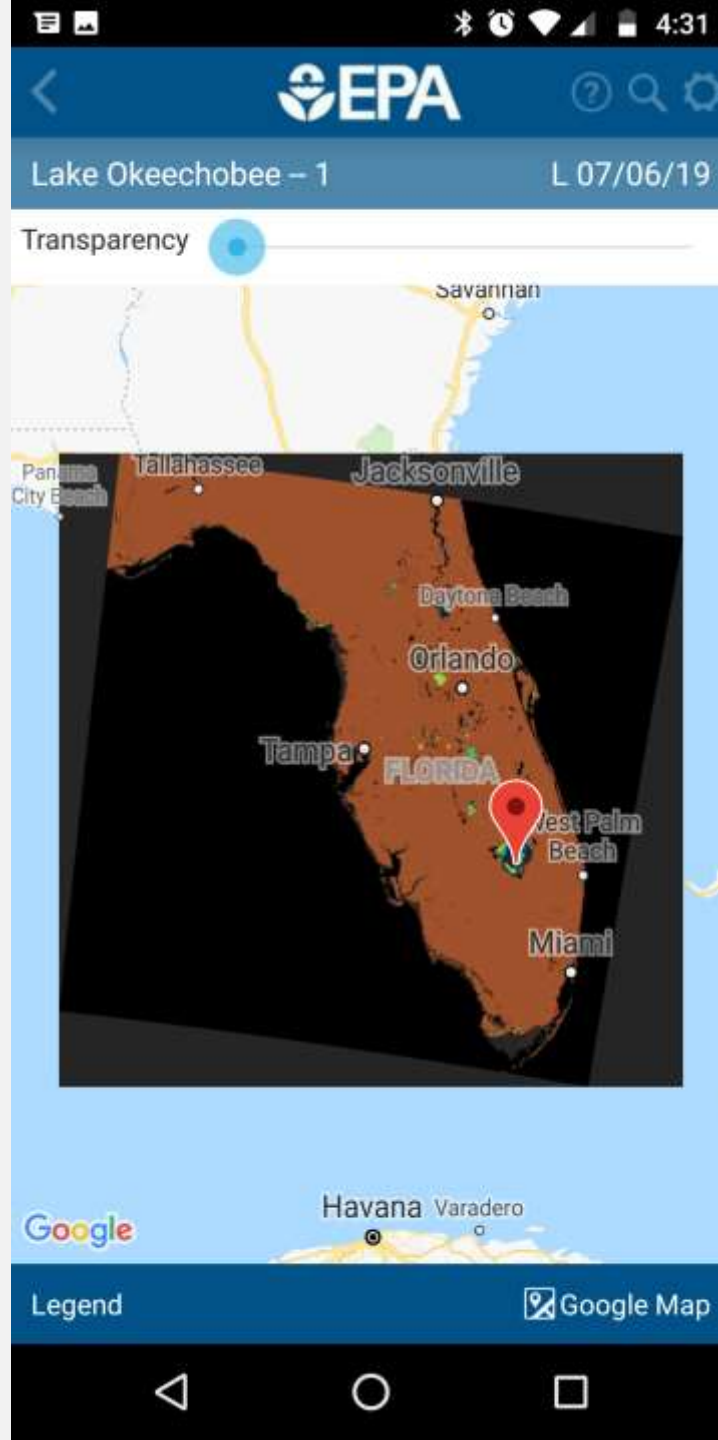 4:31
EPA
Lake Okeechobee – 1 L 07/06/19
Transparency
Savannah
Panama
City Beach
Tallahassee
Jacksonville
Daytona Beach
Orlando
Tampa
FLORIDA
West Palm
Beach
Miami
Havana
Varadero
Google
Legend Google Map